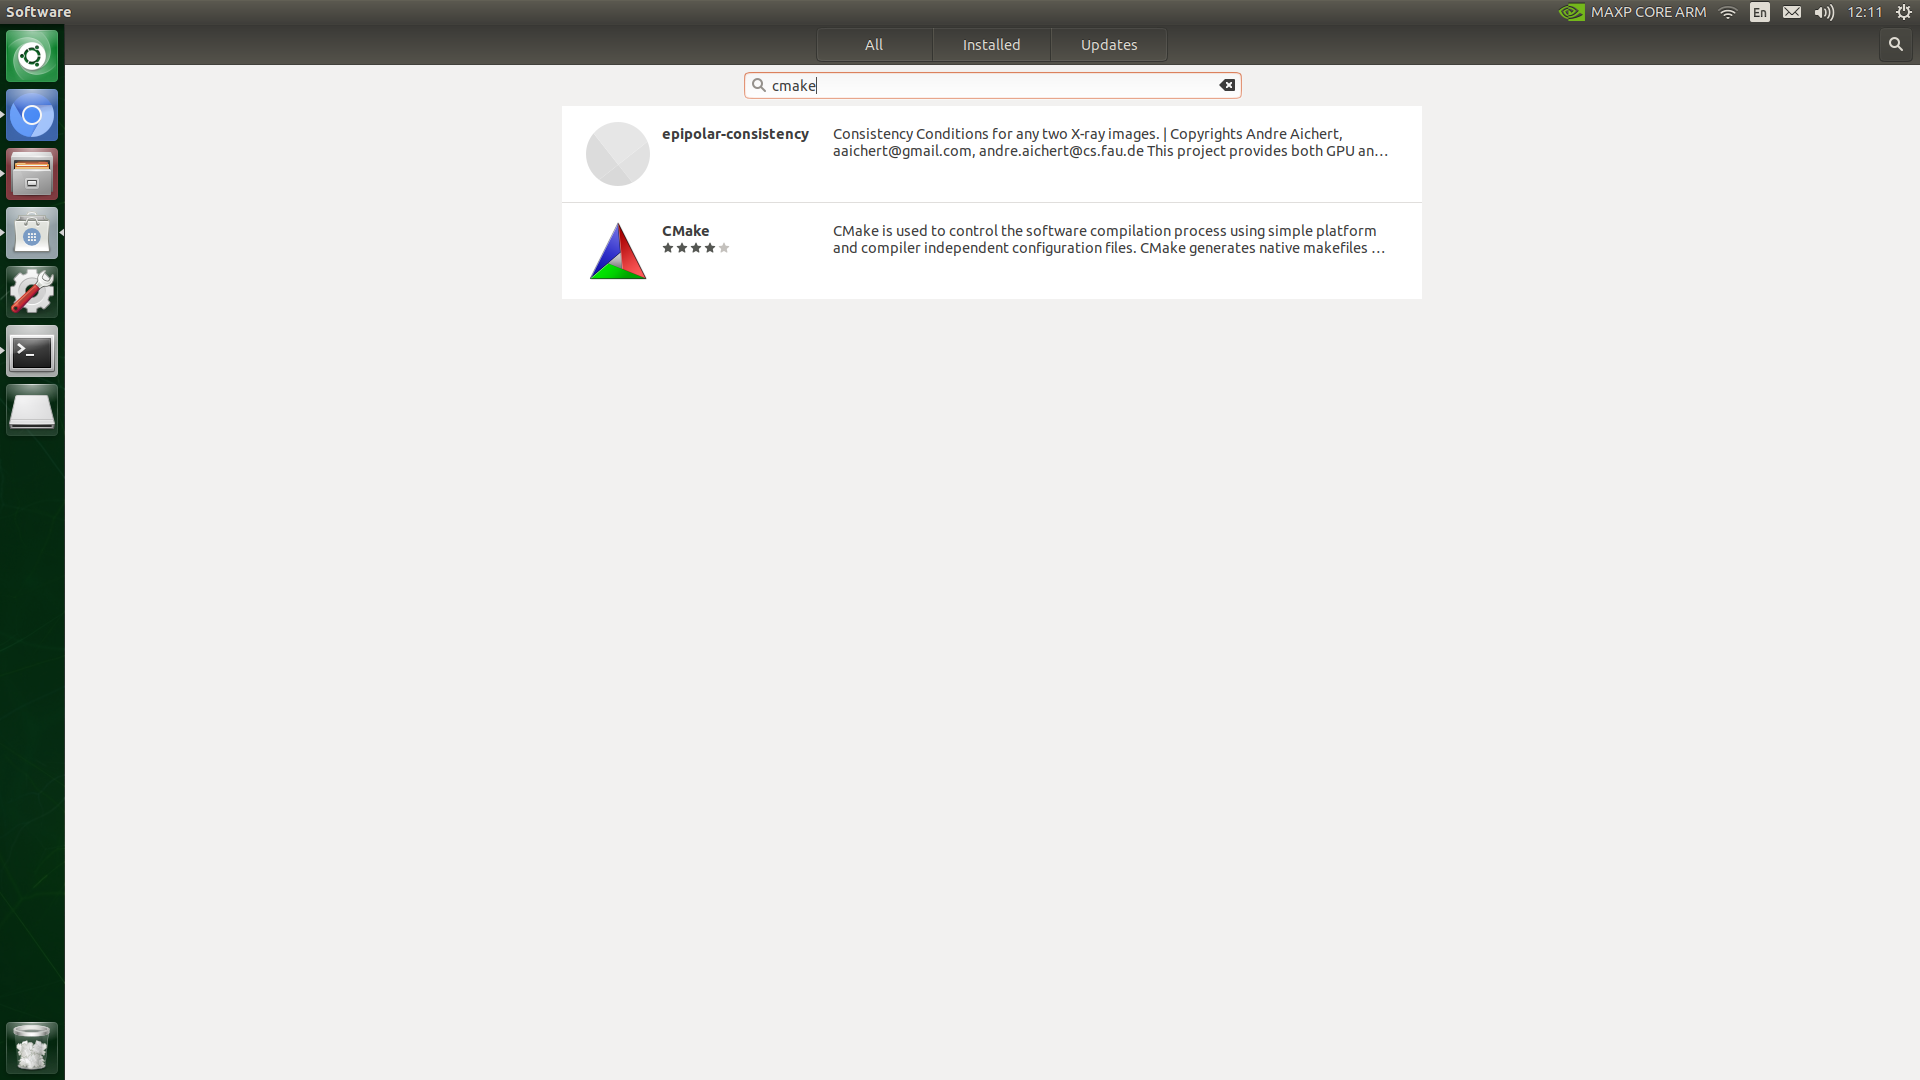 Software
MAXP CORE ARM
En
12:11
All
Installed
Updates
cmake
epipolar-consistency
Consistency Conditions for any two X-ray images. | Copyrights Andre Aichert,
aaichert@gmail.com, andre.aichert@cs.fau.de This project provides both GPU an…
CMake
CMake is used to control the software compilation process using simple platform
and compiler independent configuration files. CMake generates native makefiles …